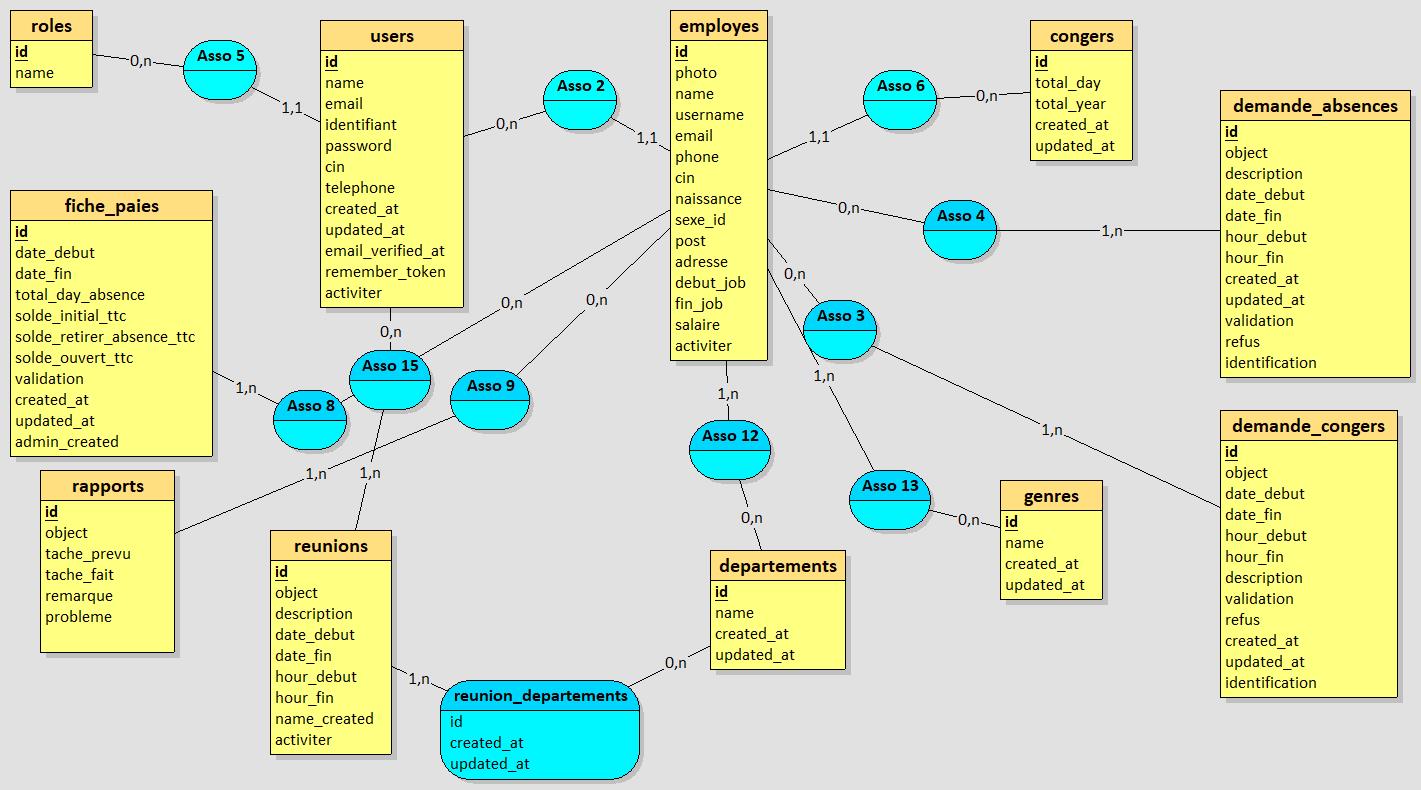 roles
id
name
0,n
Asso 5
1,1
users
id
name
email
identifiant
password
cin
telephone
created_at
updated_at
email_verified_at
remember_token
activiter
0,n
Asso 2
1,1
employes
id
photo
name
username
email
phone
cin
naissance
sexe_id
post
adresse
debut_job
fin_job
salaire
activiter
1,1
Asso 6
0,n
congers
id
total_day
total_year
created_at
updated_at
0,n
Asso 4
1,n
demande_absences
id
object
description
date_debut
date_fin
hour_debut
hour_fin
created_at
updated_at
validation
refus
identification
fiche_paies
id
date_debut
date_fin
total_day_absence
solde_initial_ttc
solde_retirer_absence_ttc
solde_ouvert_ttc
validation
created_at
updated_at
admin_created
1,n
Asso 8
0,n
0,n
Asso 15
1,n
0,n
Asso 9
1,n
0,n
Asso 3
1,n
1,n
Asso 12
0,n
1,n
Asso 13
0,n
genres
id
name
created_at
updated_at
demande_congers
id
object
date_debut
date_fin
hour_debut
hour_fin
description
validation
refus
created_at
updated_at
identification
rapports
id
object
tache_prevu
tache_fait
remarque
probleme
reunions
id
object
description
date_debut
date_fin
hour_debut
hour_fin
name_created
activiter
1,n
reunion_departements
id
created_at
updated_at
0,n
departements
id
name
created_at
updated_at